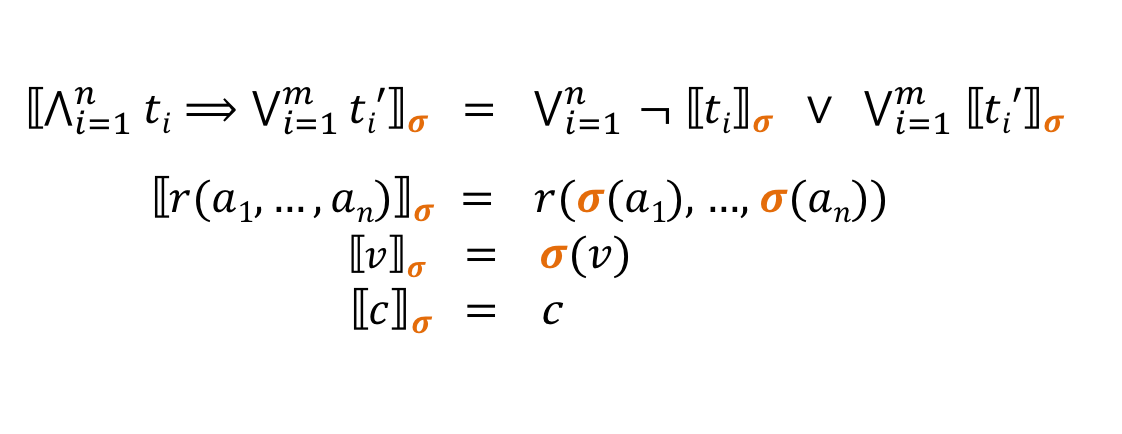 ⟦⋀ⁿᵢ₌₁ tᵢ ⟹ ⋁ᵐᵢ₌₁ tᵢ′⟧σ = ⋁ⁿᵢ₌₁ ¬ ⟦tᵢ⟧σ ∨ ⋁ᵐᵢ₌₁ ⟦tᵢ′⟧σ
⟦r(a₁, … , aₙ)⟧σ = r(σ(a₁), …, σ(aₙ))
⟦v⟧σ = σ(v)
⟦c⟧σ = c